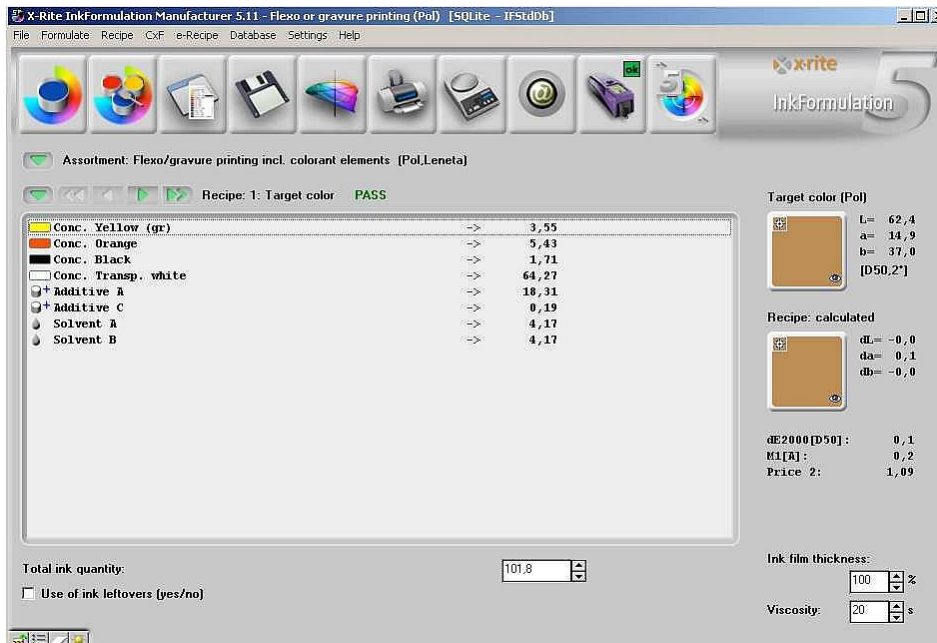 X-Rite InkFormulation Manufacturer 5.11 - Flexo or gravure printing (Pol) [SQLite - IFStdDb]
File Formulate Recipe CxF e-Recipe Database Settings Help
ok
5
@
x-rite
InkFormulation 5
Assortment: Flexo/gravure printing incl. colorant elements (Pol,Leneta)
Recipe: 1: Target color PASS
Conc. Yellow (gr) -> 3,55
Conc. Orange -> 5,43
Conc. Black -> 1,71
Conc. Transp. white -> 64,27
Additive A -> 18,31
Additive C -> 0,19
Solvent A -> 4,17
Solvent B -> 4,17
Target color (Pol)
L= 62,4
a= 14,9
b= 37,0
[D50,2°]
Recipe: calculated
dL= -0,0
da= 0,1
db= -0,0
dE2000[D50]: 0,1
M1[A]: 0,2
Price 2: 1,09
Total ink quantity: 101,8
Use of ink leftovers (yes/no)
Ink film thickness:
100 %
Viscosity: 20 s